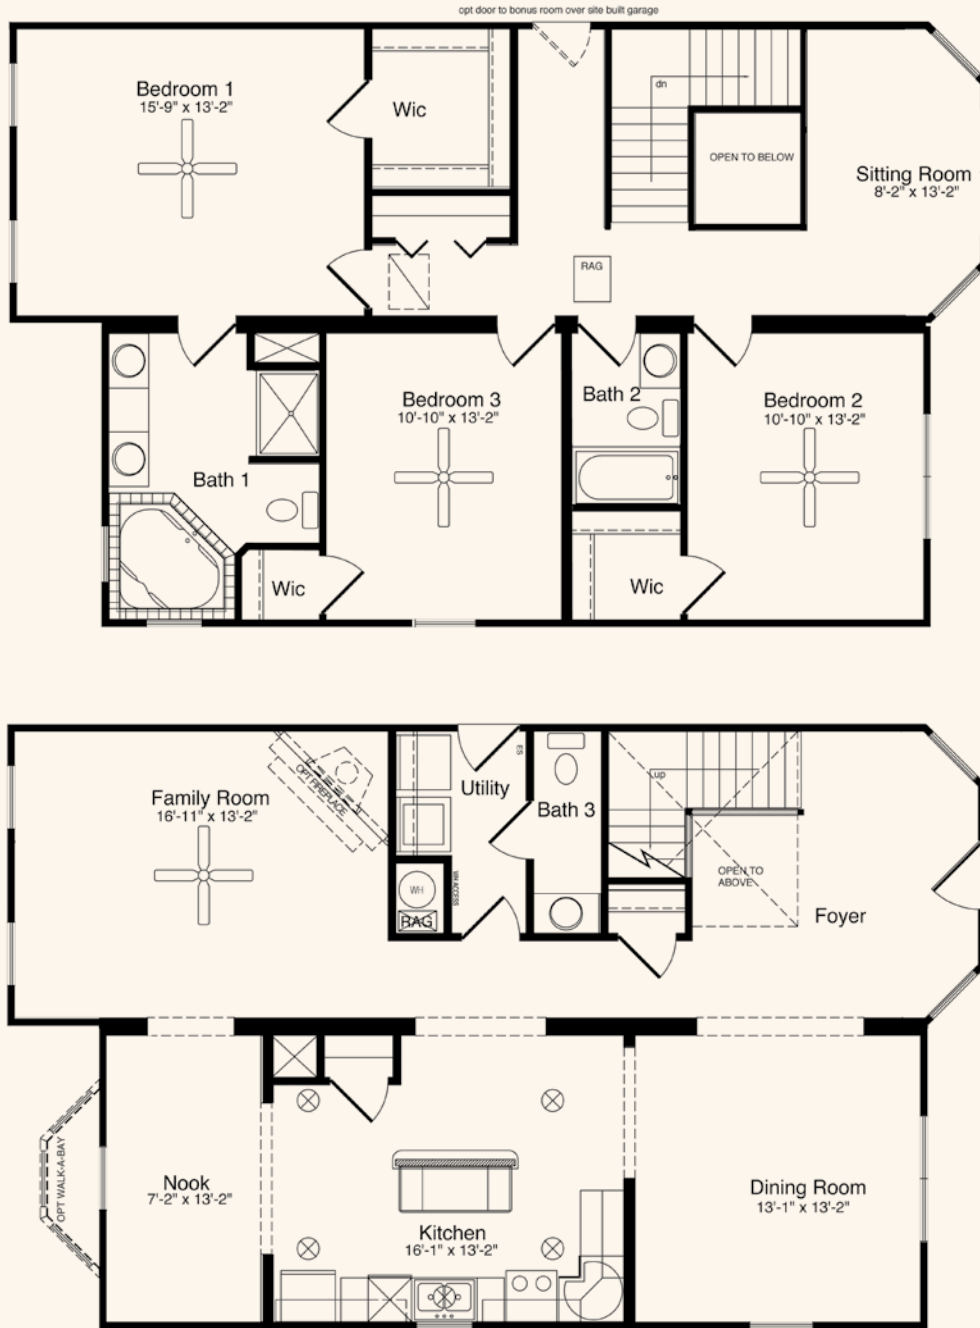 opt door to bonus room over site built garage
Bedroom 1
15'-9" x 13'-2"
Wic
dn
OPEN TO BELOW
Sitting Room
8'-2" x 13'-2"
RAG
Bath 1
Wic
Bedroom 3
10'-10" x 13'-2"
Bath 2
Wic
Bedroom 2
10'-10" x 13'-2"
Family Room
16'-11" x 13'-2"
OPT FIREPLACE
Utility
ES
Bath 3
WH
WH ACCESS
RAG
up
OPEN TO
ABOVE
Foyer
OPT WALK-A-BAY
Nook
7'-2" x 13'-2"
Kitchen
16'-1" x 13'-2"
Dining Room
13'-1" x 13'-2"